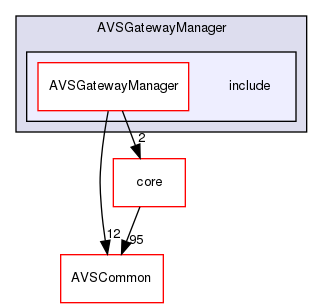 AVSGatewayManager
AVSGatewayManager
include
2
core
12
95
AVSCommon